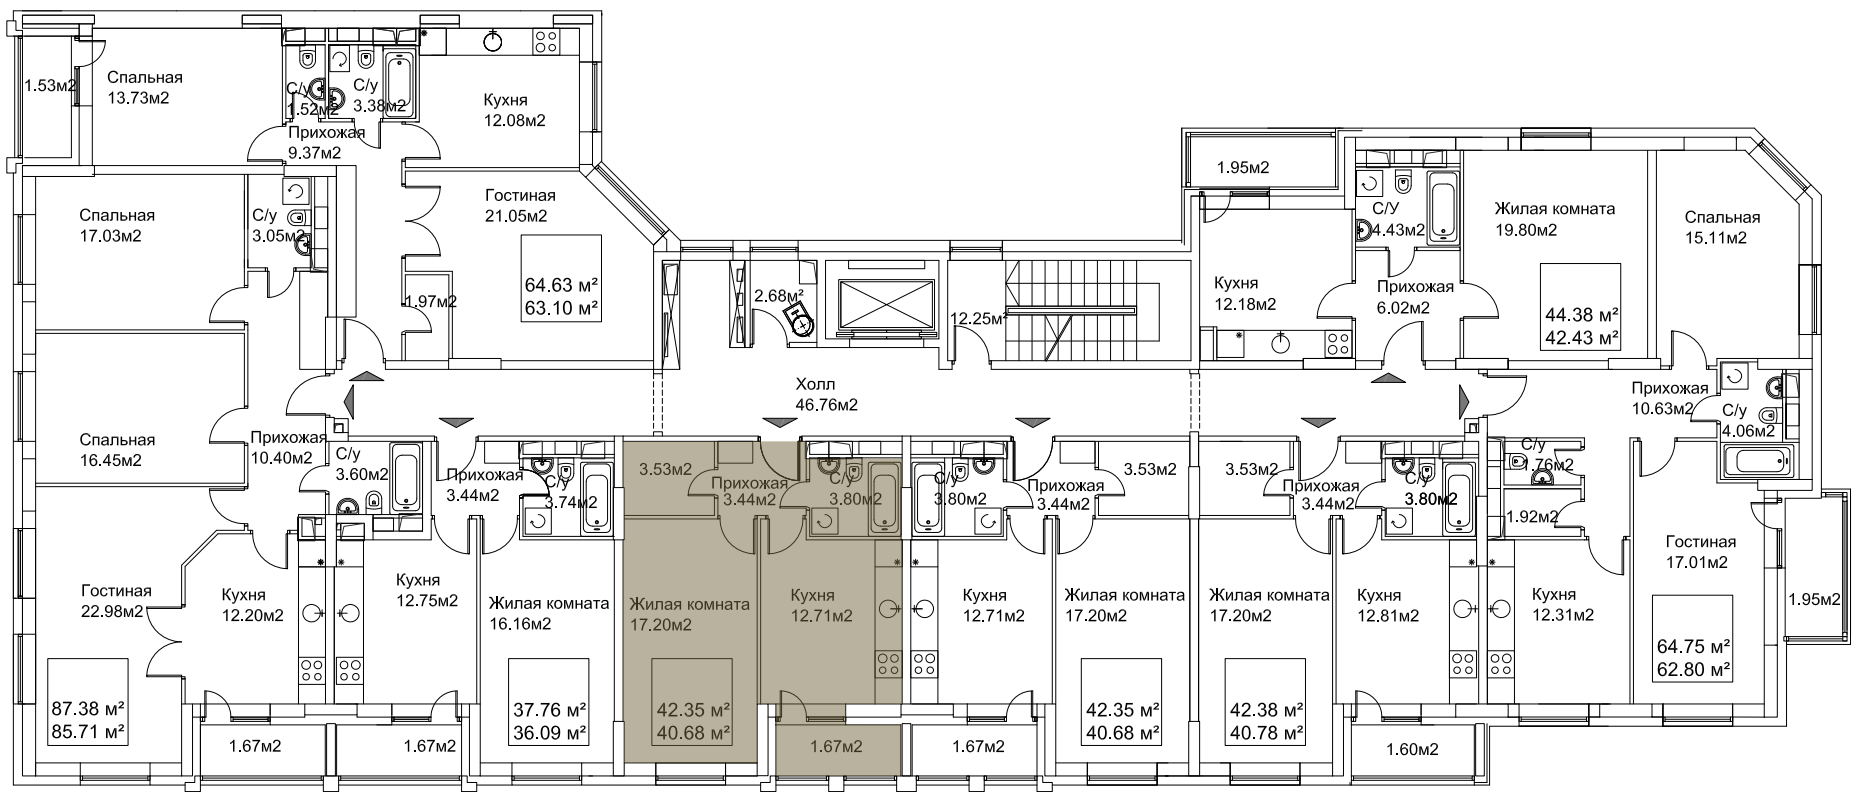 1.53м2
Спальная
13.73м2
С/у
1.52м2
С/у
3.38м2
Кухня
12.08м2
Прихожая
9.37м2
Спальная
17.03м2
С/у
3.05м2
Гостиная
21.05м2
64.63 м²
63.10 м²
1.97м2
2.68м²
12.25м²
1.95м2
Кухня
12.18м2
С/У
4.43м2
Прихожая
6.02м2
Жилая комната
19.80м2
44.38 м²
42.43 м²
Спальная
15.11м2
Холл
46.76м2
Прихожая
10.63м2
С/у
4.06м2
Спальная
16.45м2
Прихожая
10.40м2
С/у
3.60м2
Прихожая
3.44м2
С/у
3.74м2
3.53м2
Прихожая
3.44м2
С/у
3.80м2
С/у
3.80м2
Прихожая
3.44м2
3.53м2
3.53м2
Прихожая
3.44м2
С/у
3.80м2
С/у
1.76м2
1.92м2
Гостиная
22.98м2
Кухня
12.20м2
Кухня
12.75м2
Жилая комната
16.16м2
Жилая комната
17.20м2
Кухня
12.71м2
Кухня
12.71м2
Жилая комната
17.20м2
Жилая комната
17.20м2
Кухня
12.81м2
Кухня
12.31м2
Гостиная
17.01м2
1.95м2
87.38 м²
85.71 м²
37.76 м²
36.09 м²
42.35 м²
40.68 м²
42.35 м²
40.68 м²
42.38 м²
40.78 м²
64.75 м²
62.80 м²
1.67м2
1.67м2
1.67м2
1.67м2
1.60м2